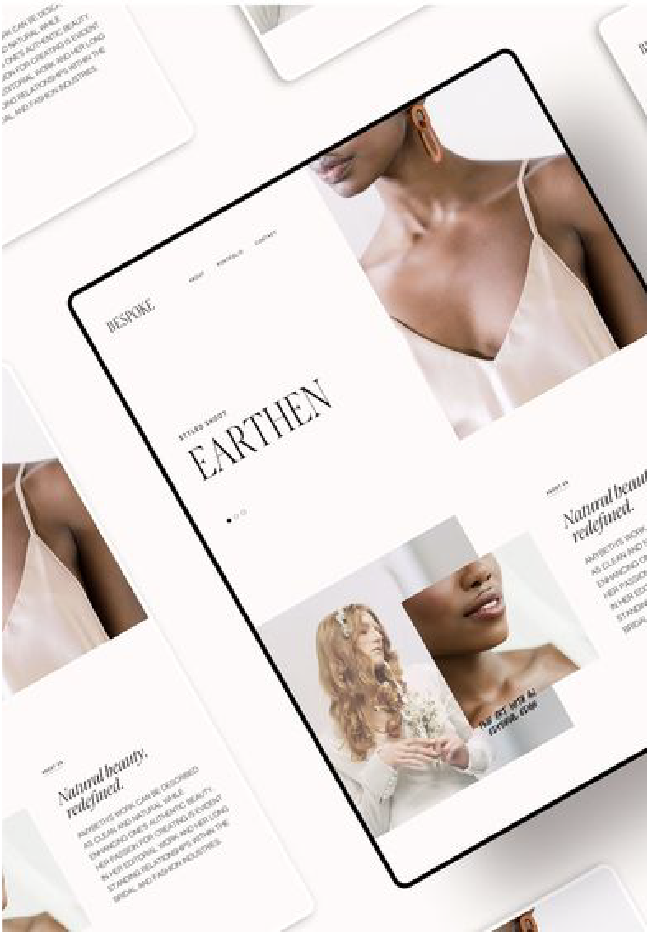 CAN BE DESCRIBED
AND NATURAL WHILE
ONE'S AUTHENTIC BEAUTY
FOR CREATING IS EVIDENT
EDITORIAL WORK AND HER LONG
RELATIONSHIPS WITHIN THE
AND FASHION INDUSTRIES.
ABOUT
PORTFOLIO
CONTACT
BESPOKE
STYLED SHOOT
EARTHEN
ABOUT US
Natural beauty
redefined.
AMYBETH'S WORK
AS CLEAN AND
ENHANCING
HER PASSION
IN HER
STANDING
BRIDAL
ABOUT US
Natural beauty,
redefined.
AMYBETH'S WORK CAN BE DESCRIBED
AS CLEAN AND NATURAL WHILE
ENHANCING ONE'S AUTHENTIC BEAUTY
HER PASSION FOR CREATING IS EVIDENT
IN HER EDITORIAL WORK AND HER LONG
STANDING RELATIONSHIPS WITHIN THE
BRIDAL AND FASHION INDUSTRIES.